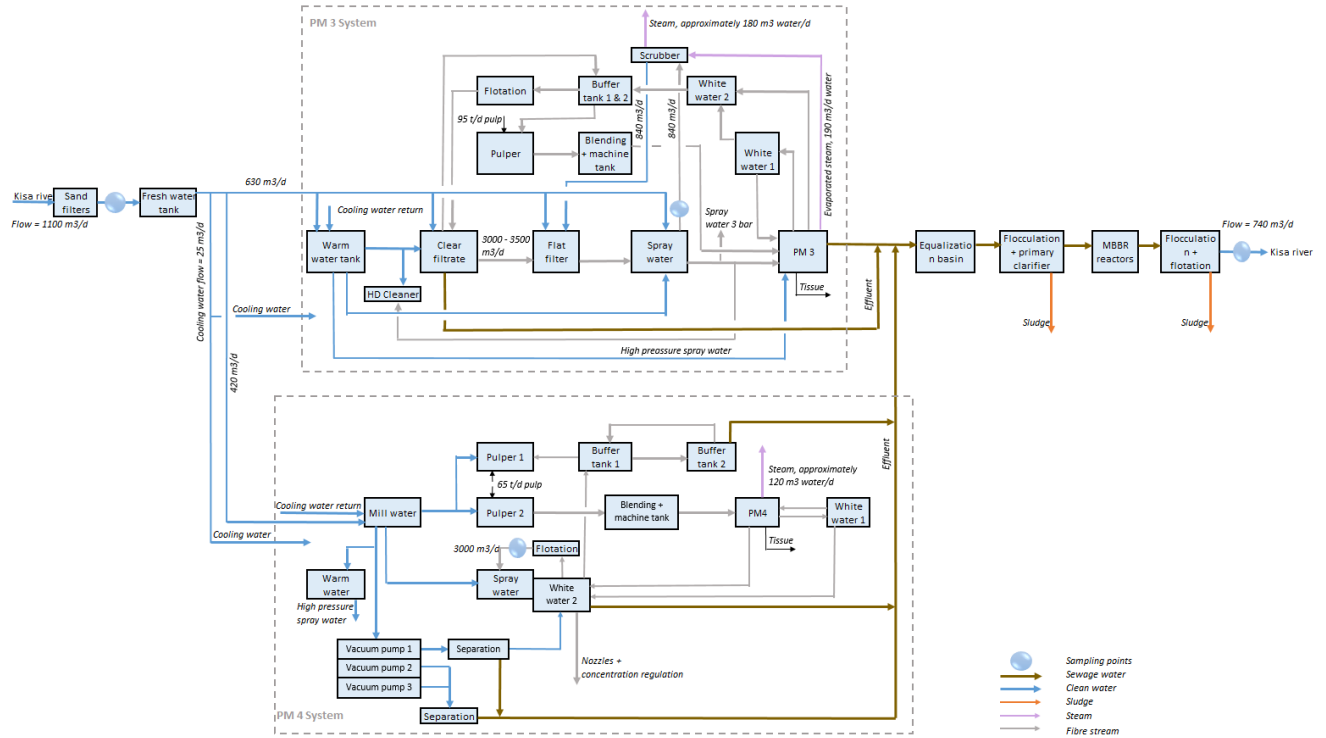 PM 3 System
Steam, approximately 180 m3 water/d
Scrubber
Flotation
Buffer
tank 1 & 2
White
water 2
840 m3/d
840 m3/d
Evaporated steam, 190 m3/d water
95 t/d pulp
Pulper
Blending
+ machine
tank
White
water 1
Kisa river
Flow = 1100 m3/d
Sand
filters
Fresh water
tank
630 m3/d
Cooling water return
Warm
water tank
Clear
filtrate
3000 - 3500
m3/d
Flat
filter
Spray
water
Spray
water 3 bar
PM 3
Tissue
HD Cleaner
Cooling water
High preassure spray water
Effluent
Equalizatio
n basin
Flocculation
+ primary
clarifier
MBBR
reactors
Flocculatio
n +
flotation
Flow = 740 m3/d
Kisa river
Sludge
Sludge
Cooling water flow = 25 m3/d
420 m3/d
Pulper 1
Buffer
tank 1
Buffer
tank 2
Effluent
65 t/d pulp
Steam, approximately
120 m3 water/d
Cooling water return
Mill water
Pulper 2
Blending +
machine tank
PM4
White
water 1
Cooling water
Tissue
3000 m3/d
Flotation
Warm
water
Spray
water
White
water 2
High pressure
spray water
Vacuum pump 1
Vacuum pump 2
Vacuum pump 3
Separation
Separation
Nozzles +
concentration regulation
PM 4 System
Sampling points
Sewage water
Clean water
Sludge
Steam
Fibre stream